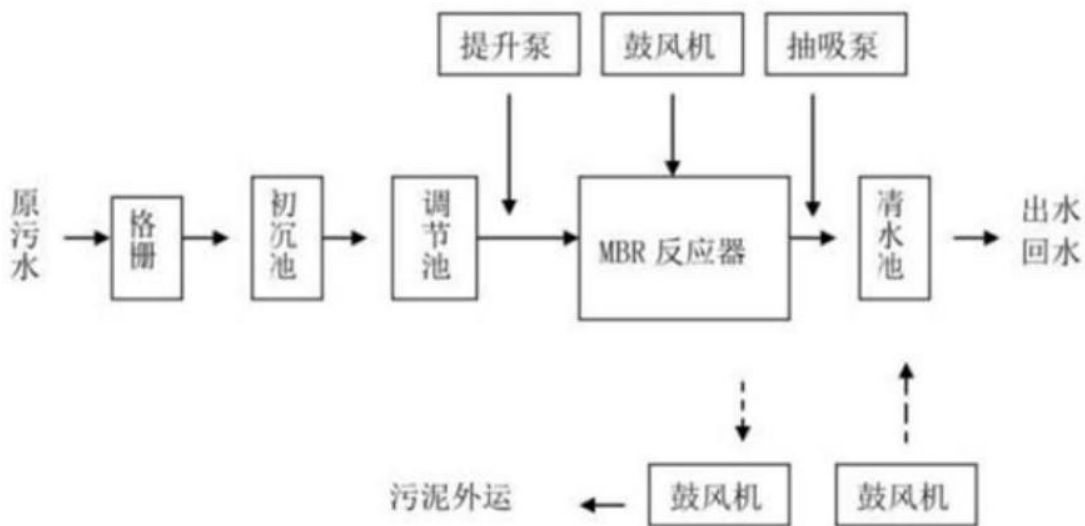 提升泵
鼓风机
抽吸泵
原污水
格栅
初沉池
调节池
MBR 反应器
清水池
出水
回水
污泥外运
鼓风机
鼓风机